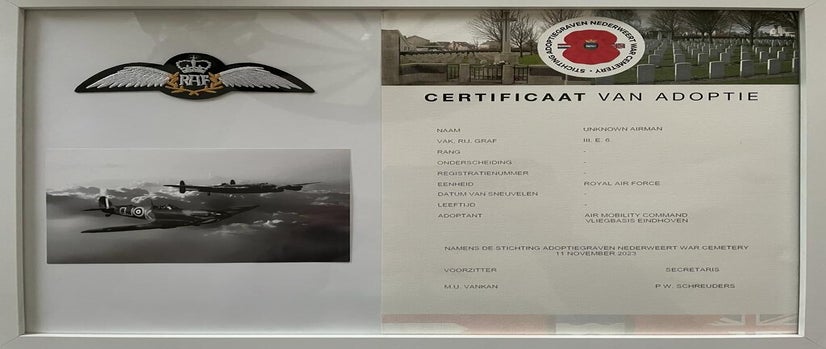 RAF
STICHTING ADOPTIEGRAVEN NEDERWEERT WAR CEMETERY
CERTIFICAAT VAN ADOPTIE
NAAM UNKNOWN AIRMAN
VAK, RIJ, GRAF III. E. 6.
RANG -
ONDERSCHEIDING -
REGISTRATIENUMMER -
EENHEID ROYAL AIR FORCE
DATUM VAN SNEUVELEN -
LEEFTIJD -
ADOPTANT AIR MOBILITY COMMAND
VLIEGBASIS EINDHOVEN
NAMENS DE STICHTING ADOPTIEGRAVEN NEDERWEERT WAR CEMETERY
11 NOVEMBER 2023
VOORZITTER SECRETARIS
M.U. VANKAN P.W. SCHREUDERS